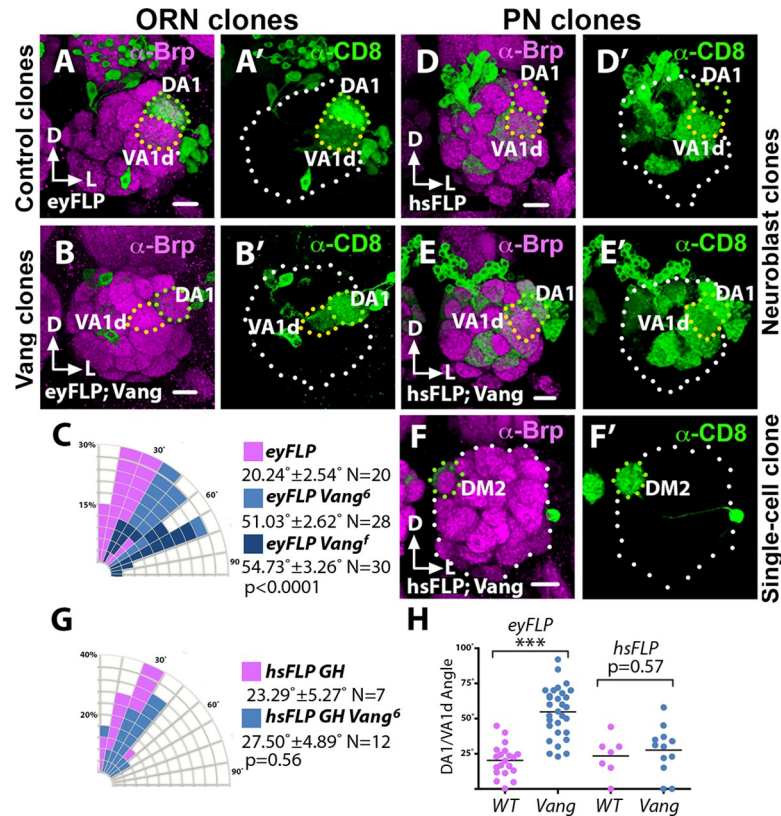 ORN clones
PN clones
Control clones
Vang clones
Neuroblast clones
Single-cell clone
A
α-Brp
DA1
VA1d
D
L
eyFLP
A′
α-CD8
DA1
VA1d
D
α-Brp
DA1
VA1d
D
L
hsFLP
D′
α-CD8
DA1
VA1d
B
α-Brp
DA1
VA1d
D
L
eyFLP; Vang
B′
α-CD8
DA1
VA1d
E
α-Brp
DA1
VA1d
D
L
hsFLP; Vang
E′
α-CD8
DA1
VA1d
C
30%
15%
30°
60°
90°
eyFLP
20.24°±2.54° N=20
eyFLP Vang⁶
51.03°±2.62° N=28
eyFLP Vangᶠ
54.73°±3.26° N=30
p<0.0001
F
α-Brp
DM2
D
L
hsFLP; Vang
F′
α-CD8
DM2
G
40%
20%
30°
60°
90°
hsFLP GH
23.29°±5.27° N=7
hsFLP GH Vang⁶
27.50°±4.89° N=12
p=0.56
H
eyFLP
***
hsFLP
p=0.57
DA1/VA1d Angle
100°
75°
50°
25°
WT Vang WT Vang